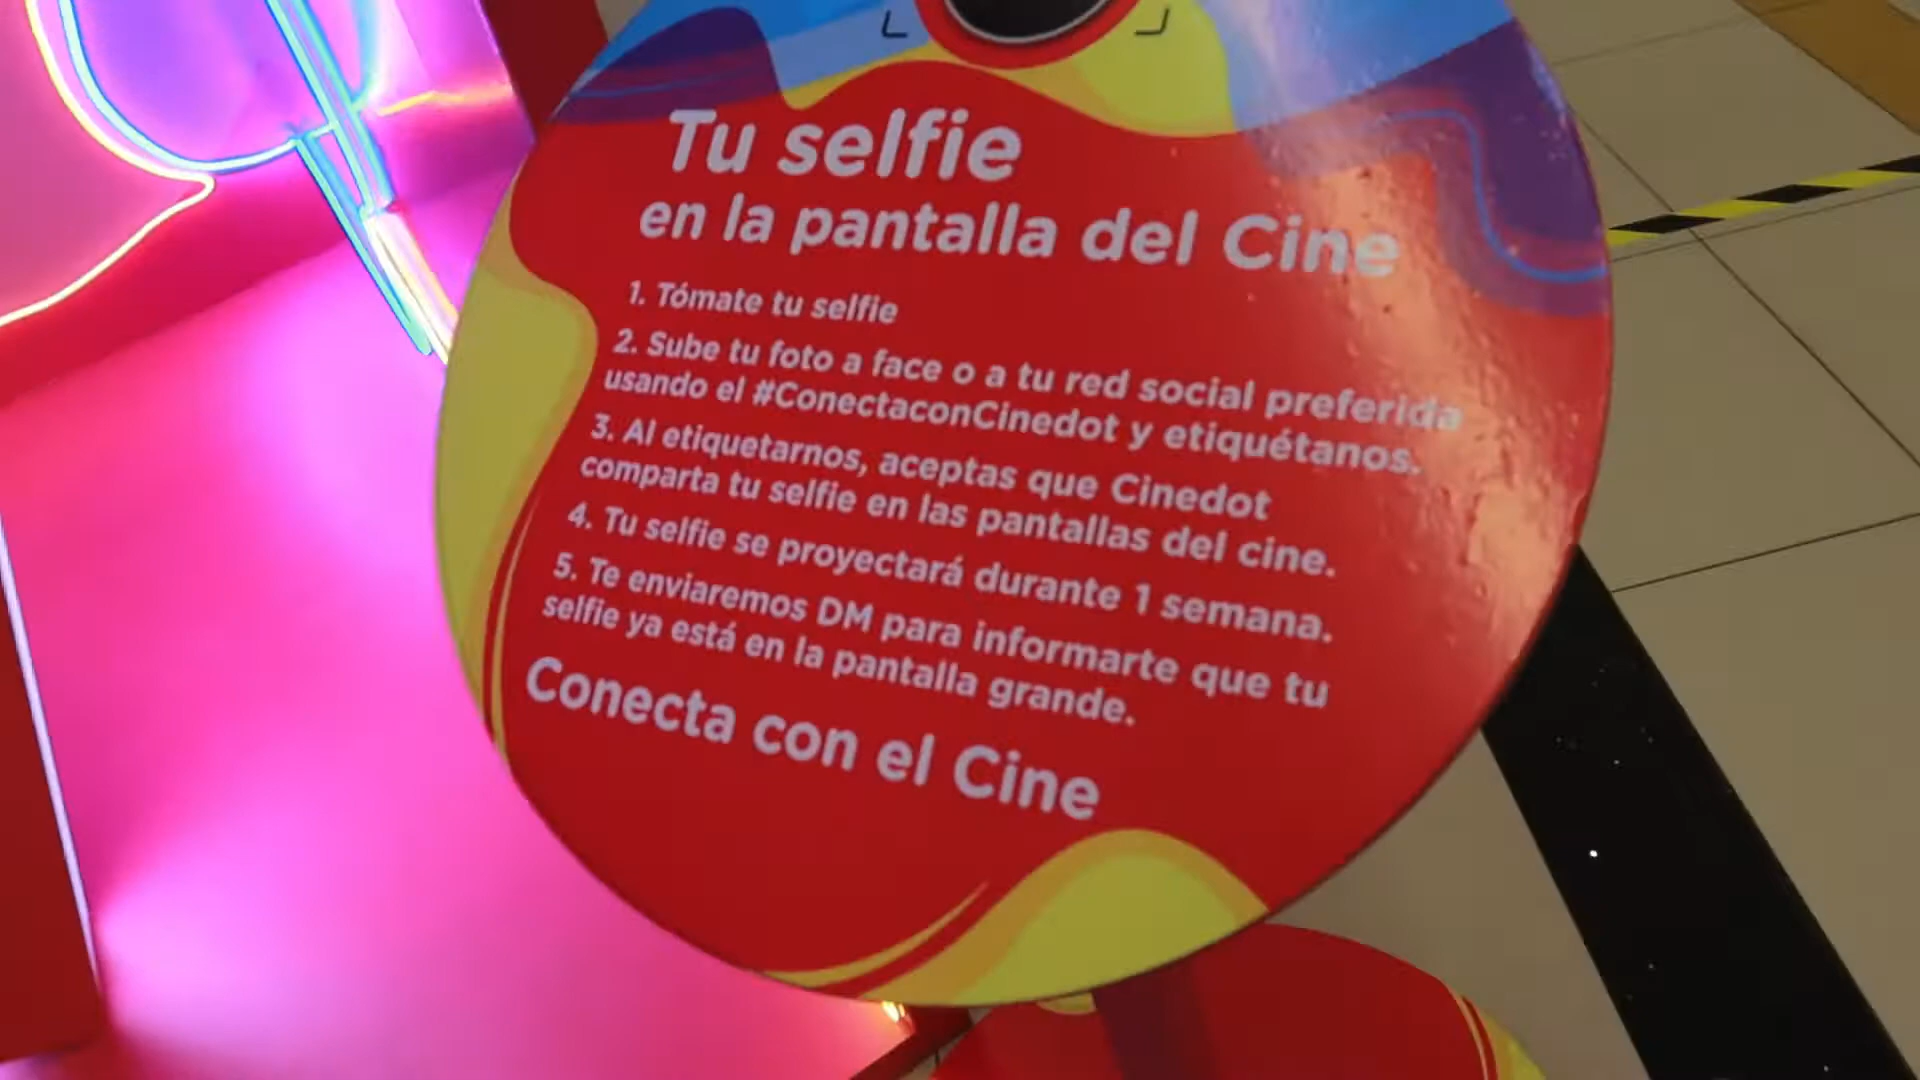 Tu selfie
en la pantalla del Cine
1. Tómate tu selfie
2. Sube tu foto a face o a tu red social preferida
usando el #ConectaconCinedot y etiquétanos.
3. Al etiquetarnos, aceptas que Cinedot
comparta tu selfie en las pantallas del cine.
4. Tu selfie se proyectará durante 1 semana.
5. Te enviaremos DM para informarte que tu
selfie ya está en la pantalla grande.
Conecta con el Cine